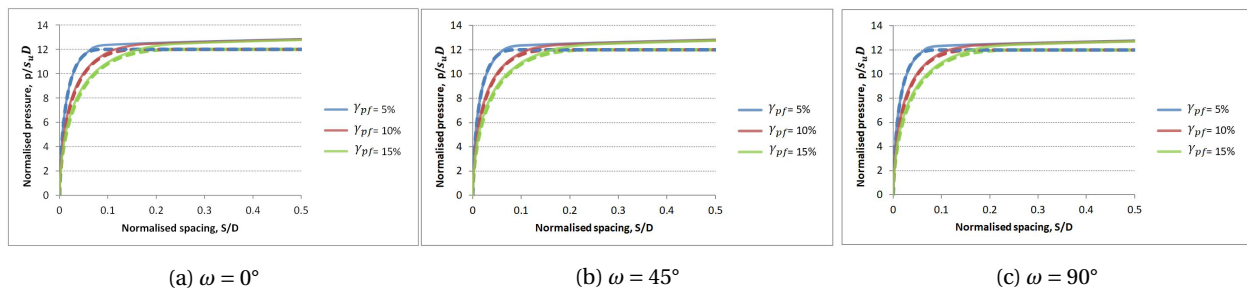 14
12
10
8
6
4
2
0
Normalised pressure, p/s_uD
0 0.1 0.2 0.3 0.4 0.5
Normalised spacing, S/D
γ_pf = 5%
γ_pf = 10%
γ_pf = 15%
(a) ω = 0°
14
12
10
8
6
4
2
0
Normalised pressure, p/s_uD
0 0.1 0.2 0.3 0.4 0.5
Normalised spacing, S/D
γ_pf = 5%
γ_pf = 10%
γ_pf = 15%
(b) ω = 45°
14
12
10
8
6
4
2
0
Normalised pressure, p/s_uD
0 0.1 0.2 0.3 0.4 0.5
Normalised spacing, S/D
γ_pf = 5%
γ_pf = 10%
γ_pf = 15%
(c) ω = 90°